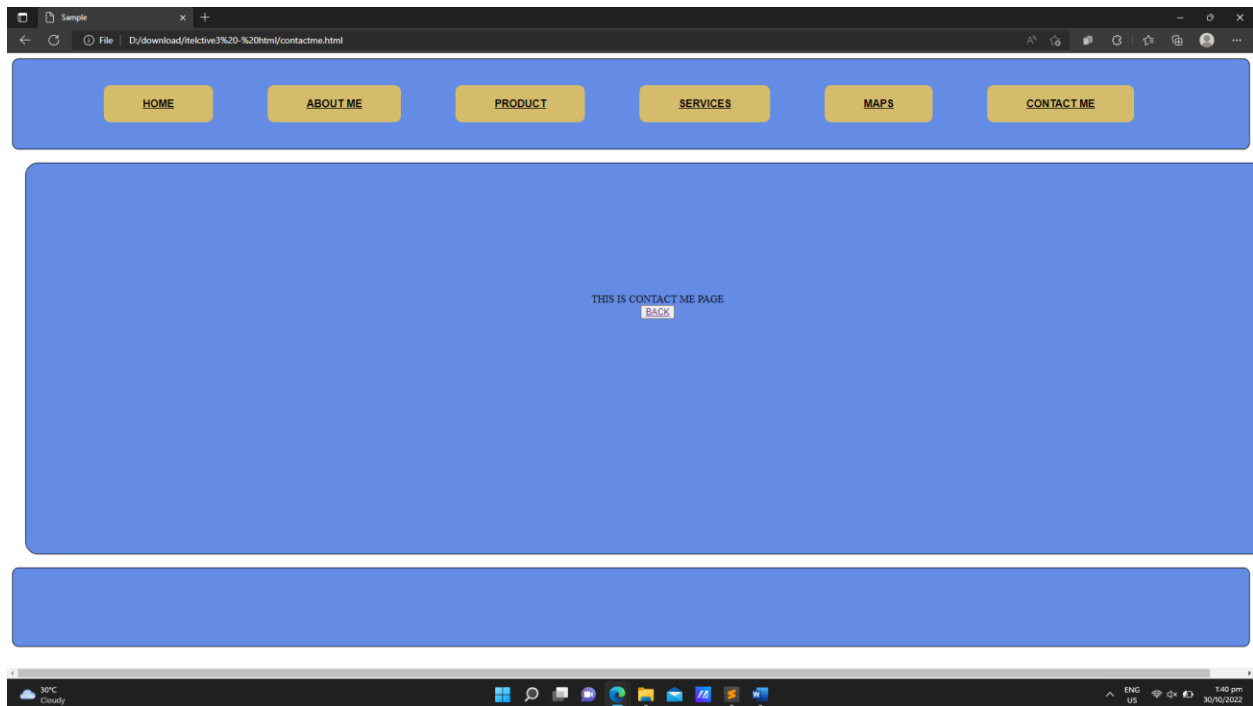 Sample
File D:/download/itelctive3%20-%20html/contactme.html
HOME ABOUT ME PRODUCT SERVICES MAPS CONTACT ME
THIS IS CONTACT ME PAGE
BACK
30°C
Cloudy
ENG
US
1:40 pm
30/10/2022